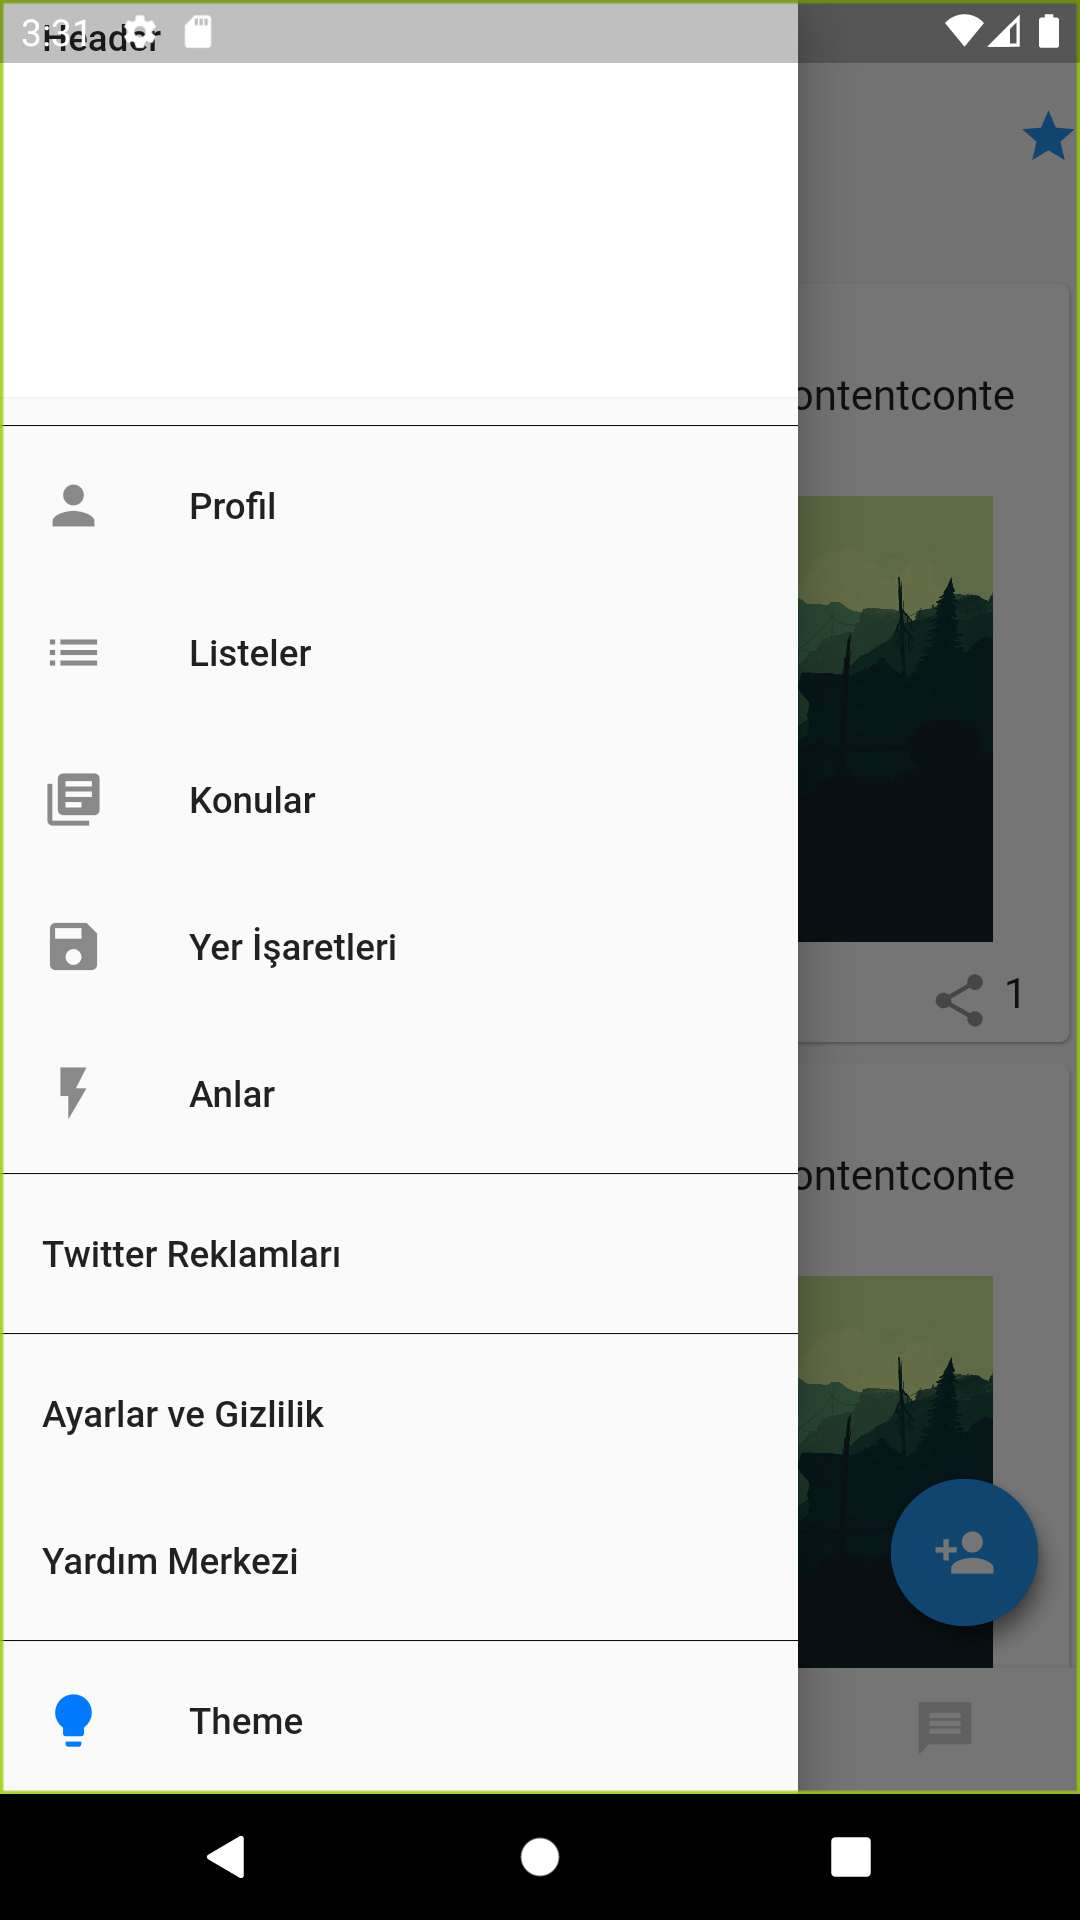 3:31
Header
ontentconte
Profil
Listeler
Konular
Yer İşaretleri
1
Anlar
ontentconte
Twitter Reklamları
Ayarlar ve Gizlilik
Yardım Merkezi
Theme